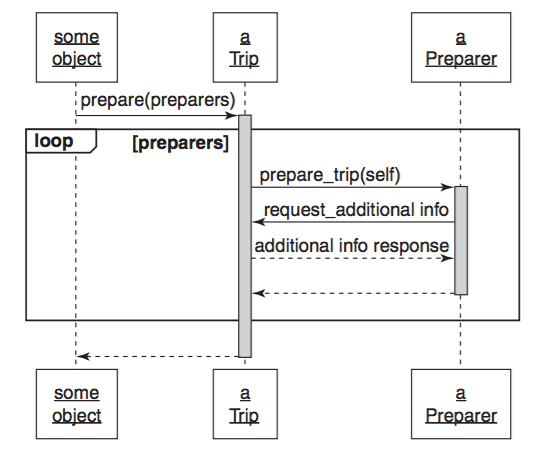 some
object
a
Trip
a
Preparer
prepare(preparers)
loop
[preparers]
prepare_trip(self)
request_additional info
additional info response
some
object
a
Trip
a
Preparer